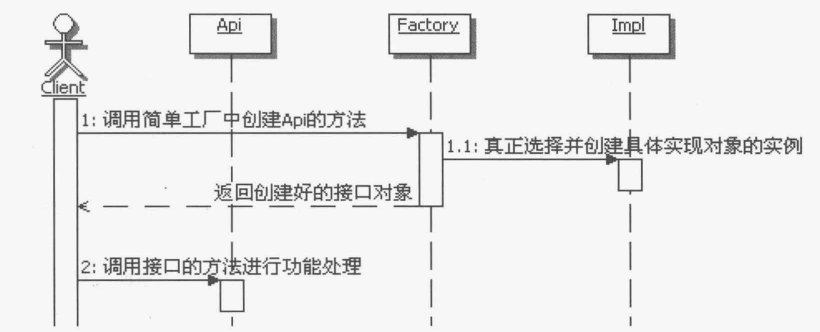 Api
Factory
Impl
Client
1: 调用简单工厂中创建Api的方法
1.1: 真正选择并创建具体实现对象的实例
返回创建好的接口对象
2: 调用接口的方法进行功能处理